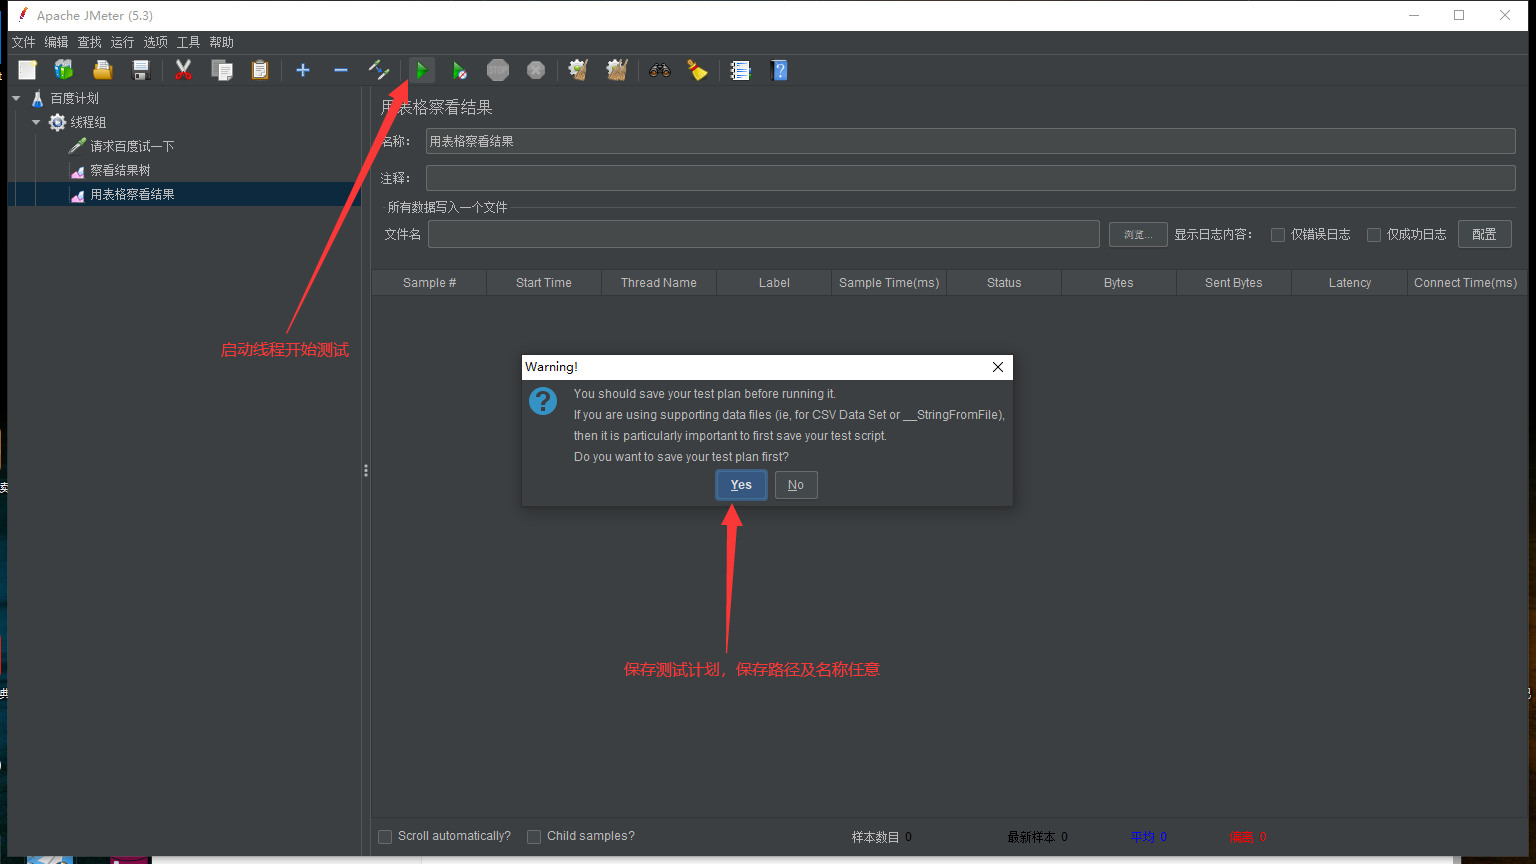 Apache JMeter (5.3)
文件 编辑 查找 运行 选项 工具 帮助
STOP
百度计划
线程组
请求百度试一下
察看结果树
用表格察看结果
用表格察看结果
名称： 用表格察看结果
注释：
所有数据写入一个文件
文件名 浏览... 显示日志内容： 仅错误日志 仅成功日志 配置
Sample # Start Time Thread Name Label Sample Time(ms) Status Bytes Sent Bytes Latency Connect Time(ms)
启动线程开始测试
Warning!
You should save your test plan before running it.
If you are using supporting data files (ie, for CSV Data Set or __StringFromFile),
then it is particularly important to first save your test script.
Do you want to save your test plan first?
Yes No
保存测试计划，保存路径及名称任意
Scroll automatically? Child samples? 样本数目 0 最新样本 0 平均 0 偏离 0